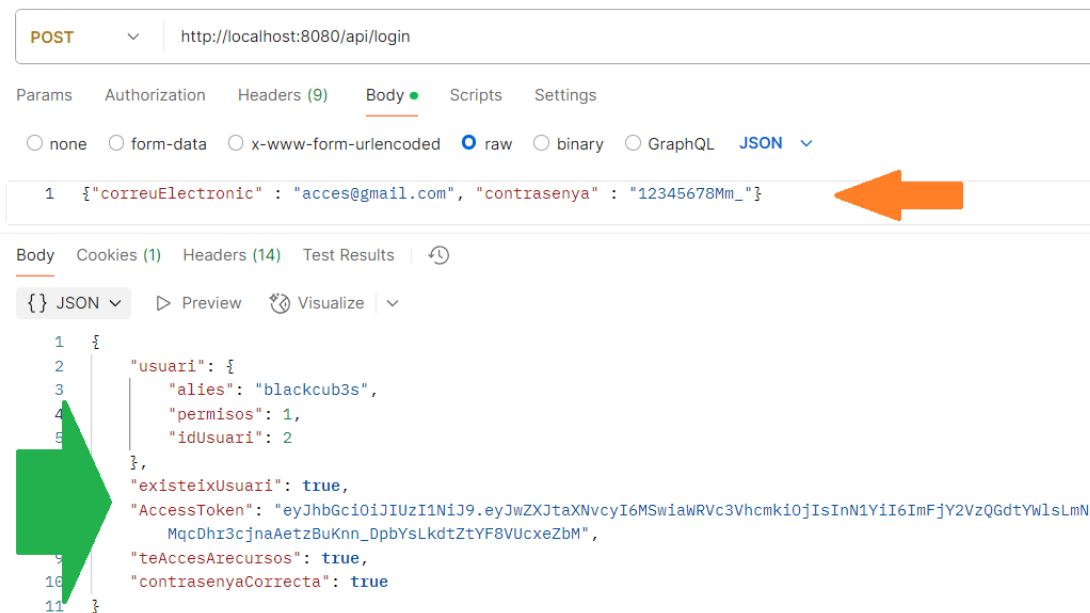 POST http://localhost:8080/api/login
Params Authorization Headers (9) Body Scripts Settings
none form-data x-www-form-urlencoded raw binary GraphQL JSON
1 {"correuElectronic" : "acces@gmail.com", "contrasenya" : "12345678Mm_"}
Body Cookies (1) Headers (14) Test Results
{} JSON Preview Visualize
1 {
2 "usuari": {
3 "alies": "blackcub3s",
4 "permisos": 1,
5 "idUsuari": 2
},
"existeixUsuari": true,
"AccessToken": "eyJhbGciOiJIUzI1NiJ9.eyJwZXJtaXNvcyI6MSwiaWRVc3VhcmkiOjIsInN1YiI6ImFjY2VzQGdtYWlsLmN
MqcDhr3cjnaAetzBuKnn_DpbYsLkdtZtYF8VUcxeZbM",
9 "teAccesArecursos": true,
10 "contrasenyaCorrecta": true
11 }